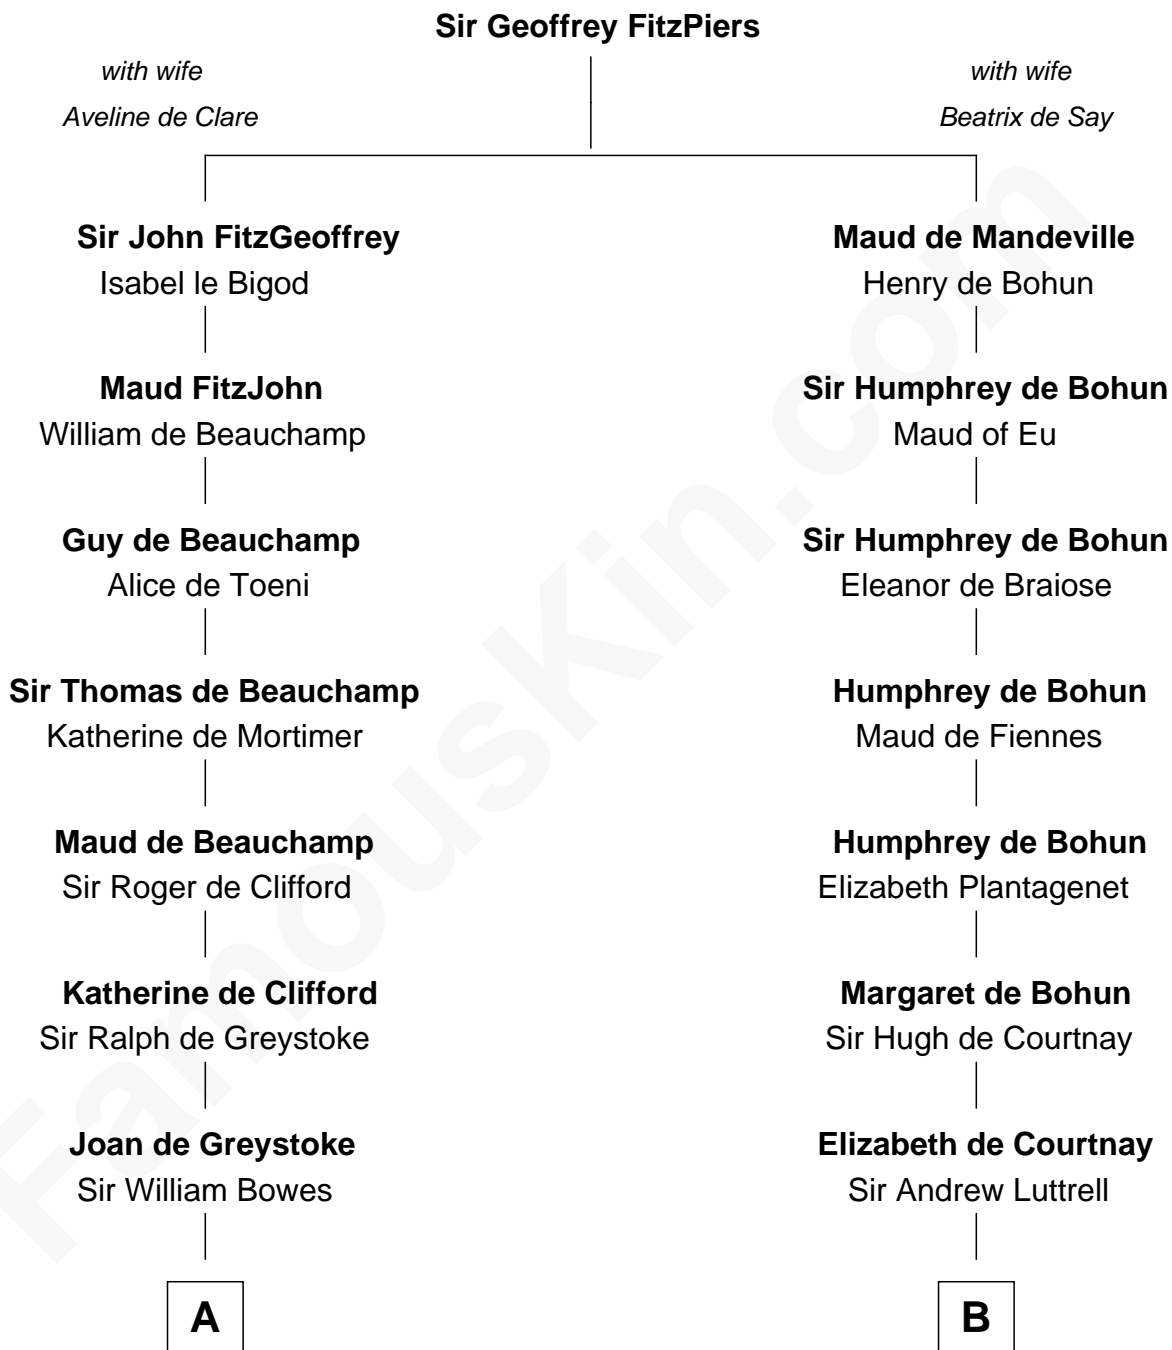 Sir Geoffrey FitzPiers
with wife
Aveline de Clare
with wife
Beatrix de Say
Sir John FitzGeoffrey
Isabel le Bigod
Maud de Mandeville
Henry de Bohun
Maud FitzJohn
William de Beauchamp
Sir Humphrey de Bohun
Maud of Eu
Guy de Beauchamp
Alice de Toeni
Sir Humphrey de Bohun
Eleanor de Braiose
Sir Thomas de Beauchamp
Katherine de Mortimer
Humphrey de Bohun
Maud de Fiennes
Maud de Beauchamp
Sir Roger de Clifford
Humphrey de Bohun
Elizabeth Plantagenet
Katherine de Clifford
Sir Ralph de Greystoke
Margaret de Bohun
Sir Hugh de Courtnay
Joan de Greystoke
Sir William Bowes
Elizabeth de Courtnay
Sir Andrew Luttrell
A
B
FamousKin.com